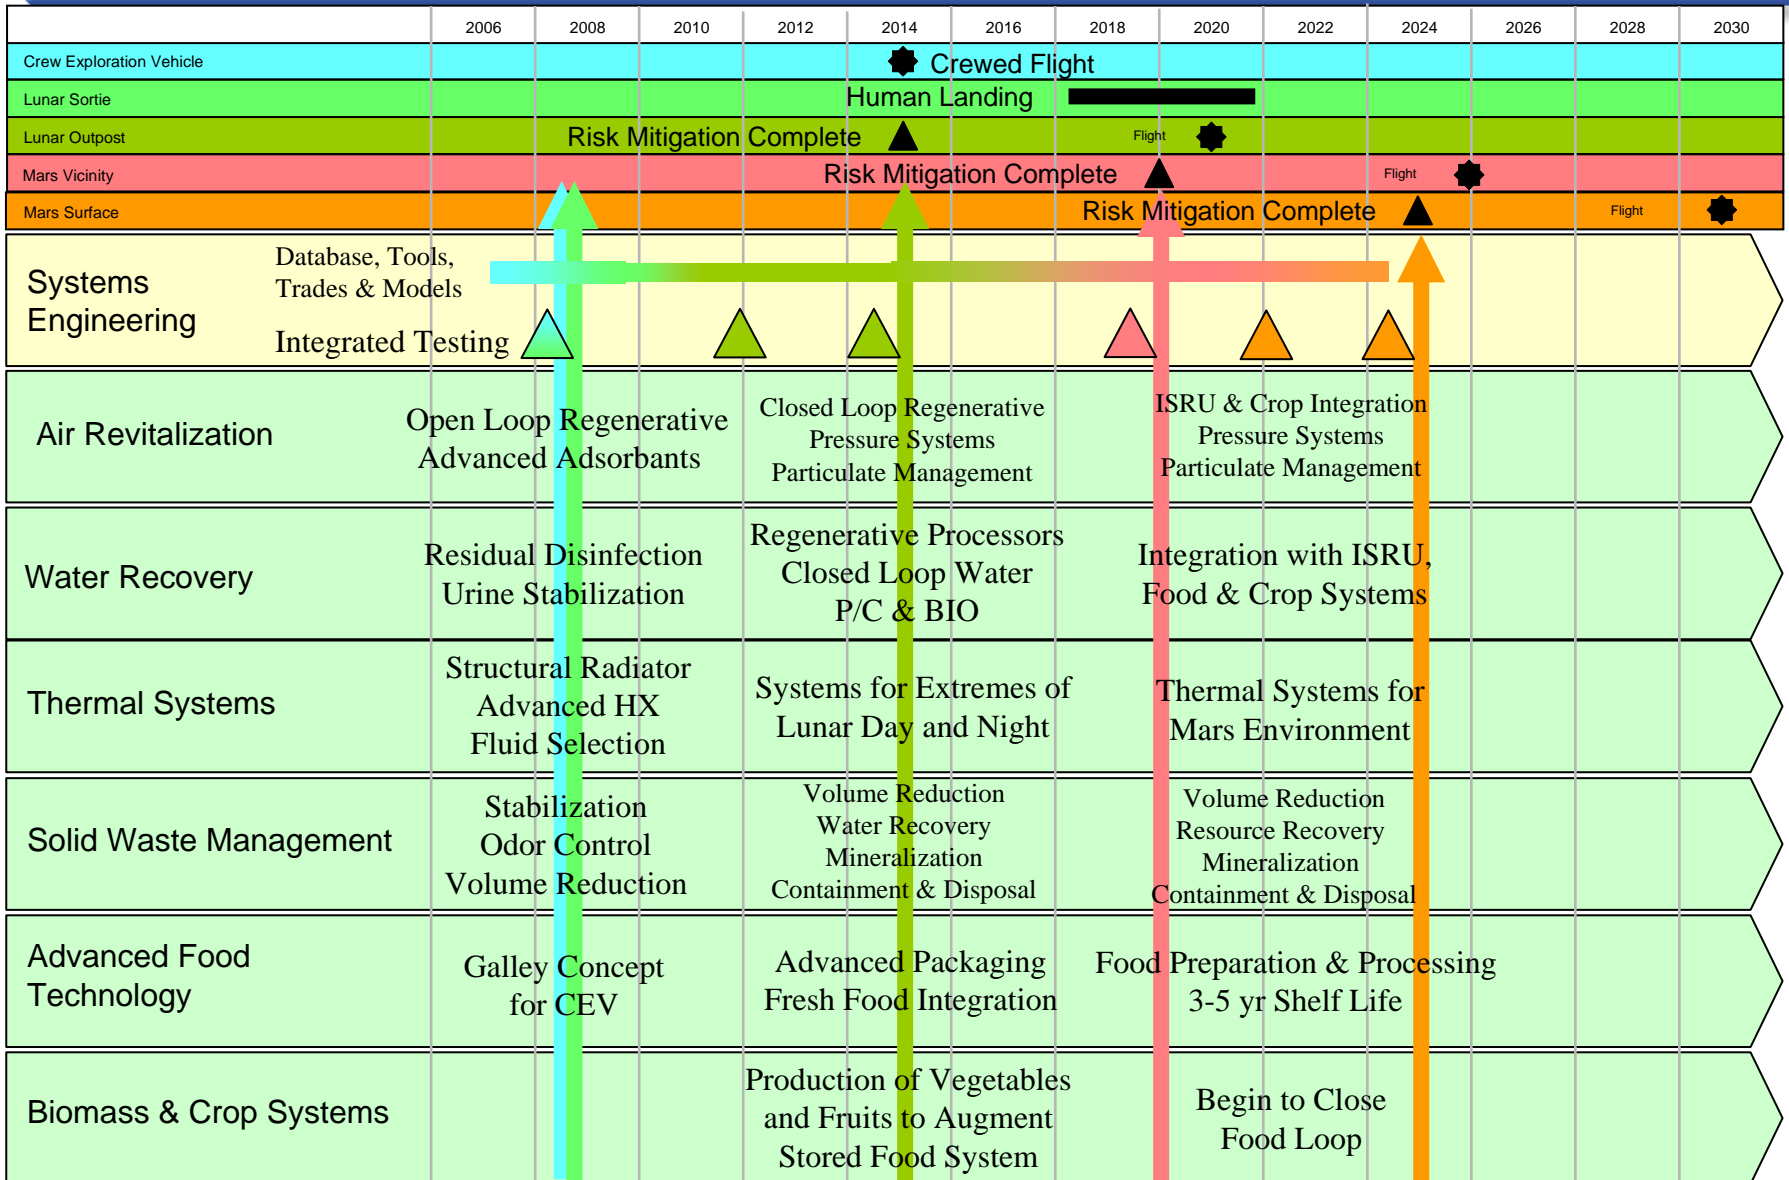 2006 2008 2010 2012 2014 2016 2018 2020 2022 2024 2026 2028 2030
Crew Exploration Vehicle
Crewed Flight
Lunar Sortie
Human Landing
Lunar Outpost
Risk Mitigation Complete
Flight
Mars Vicinity
Risk Mitigation Complete
Flight
Mars Surface
Risk Mitigation Complete
Flight
Systems
Engineering
Database, Tools,
Trades & Models
Integrated Testing
Air Revitalization
Open Loop Regenerative
Advanced Adsorbants
Closed Loop Regenerative
Pressure Systems
Particulate Management
ISRU & Crop Integration
Pressure Systems
Particulate Management
Water Recovery
Residual Disinfection
Urine Stabilization
Regenerative Processors
Closed Loop Water
P/C & BIO
Integration with ISRU,
Food & Crop Systems
Thermal Systems
Structural Radiator
Advanced HX
Fluid Selection
Systems for Extremes of
Lunar Day and Night
Thermal Systems for
Mars Environment
Solid Waste Management
Stabilization
Odor Control
Volume Reduction
Volume Reduction
Water Recovery
Mineralization
Containment & Disposal
Volume Reduction
Resource Recovery
Mineralization
Containment & Disposal
Advanced Food
Technology
Galley Concept
for CEV
Advanced Packaging
Fresh Food Integration
Food Preparation & Processing
3-5 yr Shelf Life
Biomass & Crop Systems
Production of Vegetables
and Fruits to Augment
Stored Food System
Begin to Close
Food Loop